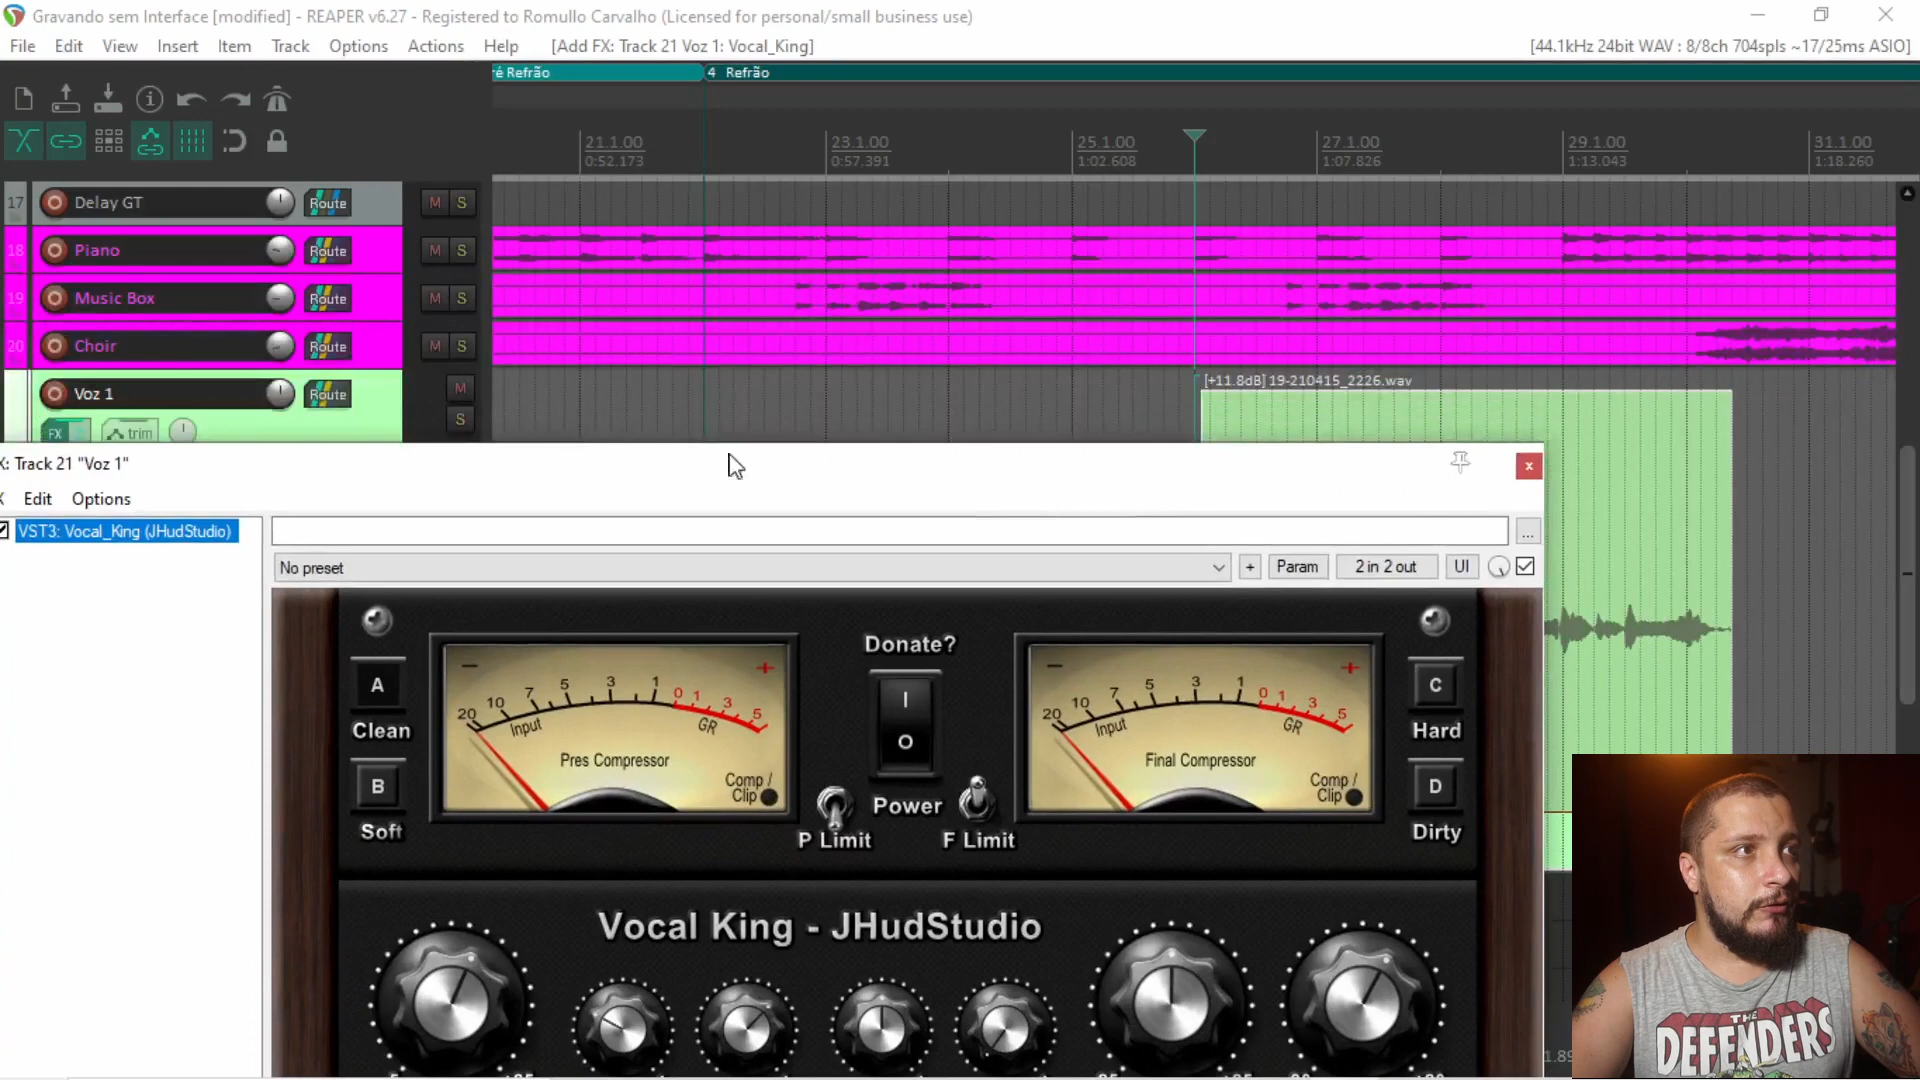 Gravando sem Interface [modified] - REAPER v6.27 - Registered to Romullo Carvalho (Licensed for personal/small business use)
File Edit View Insert Item Track Options Actions Help [Add FX: Track 21 Voz 1: Vocal_King] [44.1kHz 24bit WAV : 8/8ch 704spls ~17/25ms ASIO]
é Refrão 4 Refrão
21.1.00 23.1.00 25.1.00 27.1.00 29.1.00 31.1.00
0:52.173 0:57.391 1:02.608 1:07.826 1:13.043 1:18.260
17 Delay GT Route M S
18 Piano Route M S
19 Music Box Route M S
20 Choir Route M S
[+11.8dB] 19-210415_2226.wav
Voz 1 Route M
FX trim S
X: Track 21 "Voz 1" x
Edit Options
VST3: Vocal_King (JHudStudio) ...
No preset + Param 2 in 2 out UI
Donate?
A Clean
B Soft
20 10 7 5 3 1 0 1 3 5
Input GR
Pres Compressor
Comp / Clip
I
O
Power
P Limit F Limit
20 10 7 5 3 1 0 1 3 5
Input GR
Final Compressor
Comp / Clip
C Hard
D Dirty
Vocal King - JHudStudio
THE
DEFENDERS